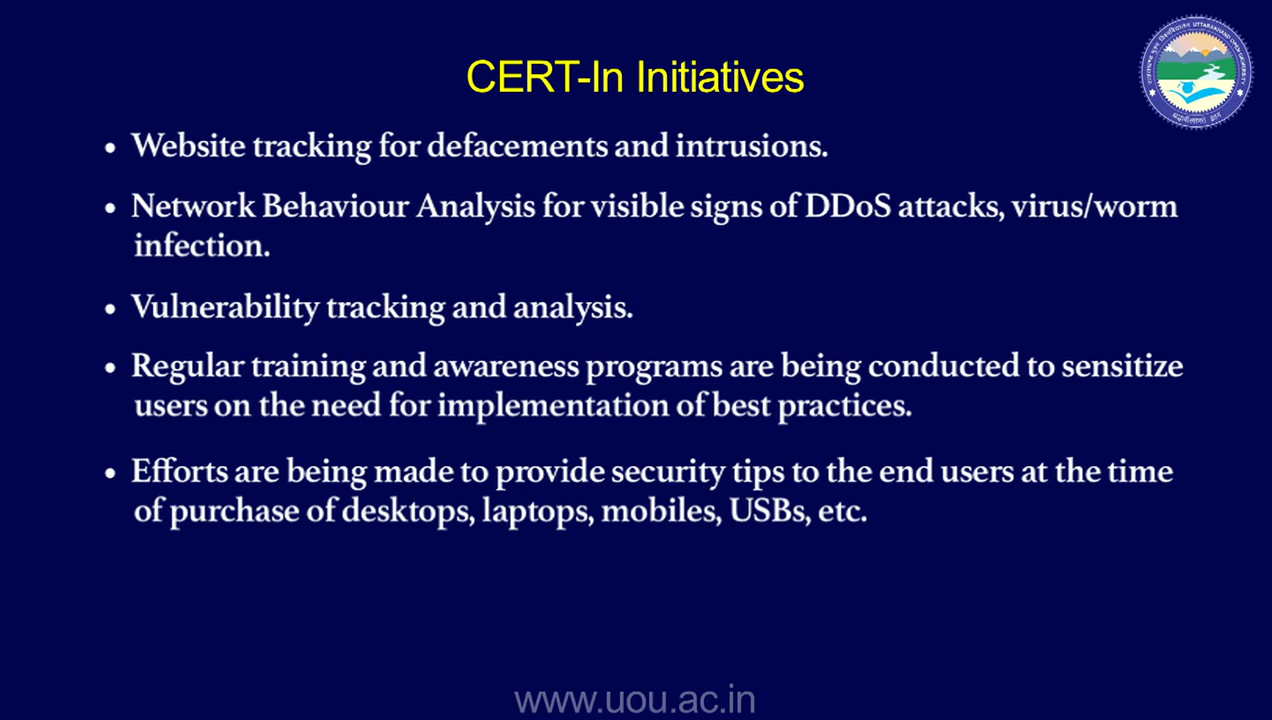 CERT-In Initiatives
UTTARAKHAND OPEN UNIVERSITY
• Website tracking for defacements and intrusions.
• Network Behaviour Analysis for visible signs of DDoS attacks, virus/worm
infection.
• Vulnerability tracking and analysis.
• Regular training and awareness programs are being conducted to sensitize
users on the need for implementation of best practices.
• Efforts are being made to provide security tips to the end users at the time
of purchase of desktops, laptops, mobiles, USBs, etc.
www.uou.ac.in